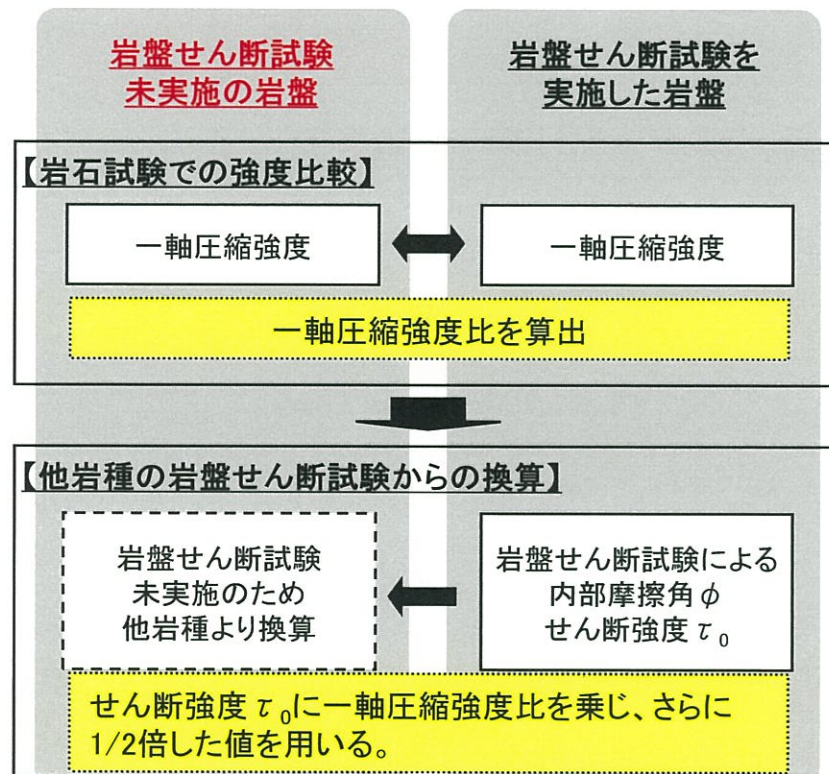 岩盤せん断試験
未実施の岩盤
岩盤せん断試験を
実施した岩盤
【岩石試験での強度比較】
一軸圧縮強度
一軸圧縮強度
一軸圧縮強度比を算出
【他岩種の岩盤せん断試験からの換算】
岩盤せん断試験
未実施のため
他岩種より換算
岩盤せん断試験による
内部摩擦角φ
せん断強度τ₀
せん断強度τ₀に一軸圧縮強度比を乗じ、さらに
1/2倍した値を用いる。